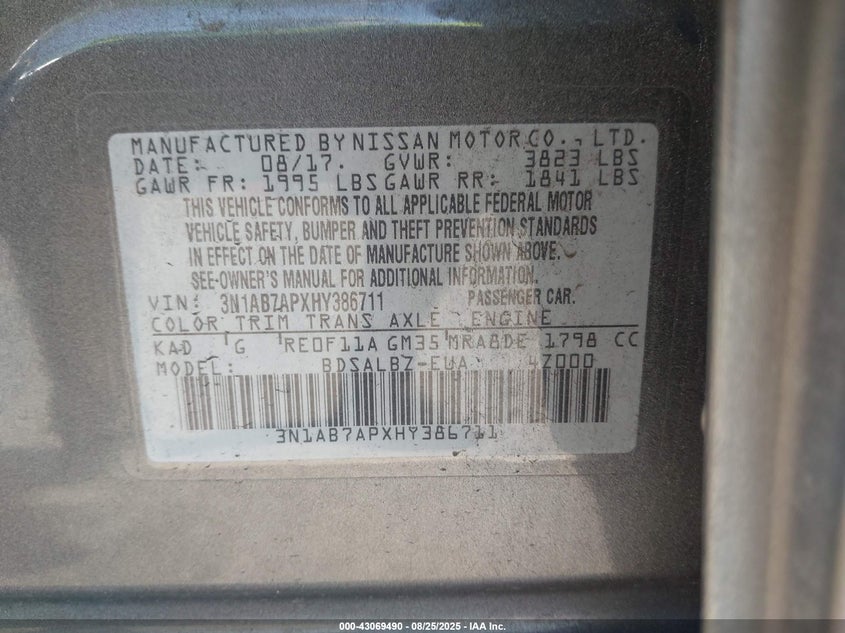 MANUFACTURED BY NISSAN MOTOR CO., LTD.
DATE: 08/17. GVWR: 3823 LBS
GAWR FR: 1995 LBS GAWR RR: 1841 LBS
THIS VEHICLE CONFORMS TO ALL APPLICABLE FEDERAL MOTOR
VEHICLE SAFETY, BUMPER AND THEFT PREVENTION STANDARDS
IN EFFECT ON THE DATE OF MANUFACTURE SHOWN ABOVE.
SEE-OWNER'S MANUAL FOR ADDITIONAL INFORMATION.
VIN: 3N1AB7APXHY386711 PASSENGER CAR.
COLOR TRIM TRANS AXLE ENGINE
KAD G RE0F11A GM35 MRA8DE 1798 CC
MODEL: BDSALBZ-EUA 4Z000
3N1AB7APXHY386711
000-43069490 - 08/25/2025 - IAA Inc.